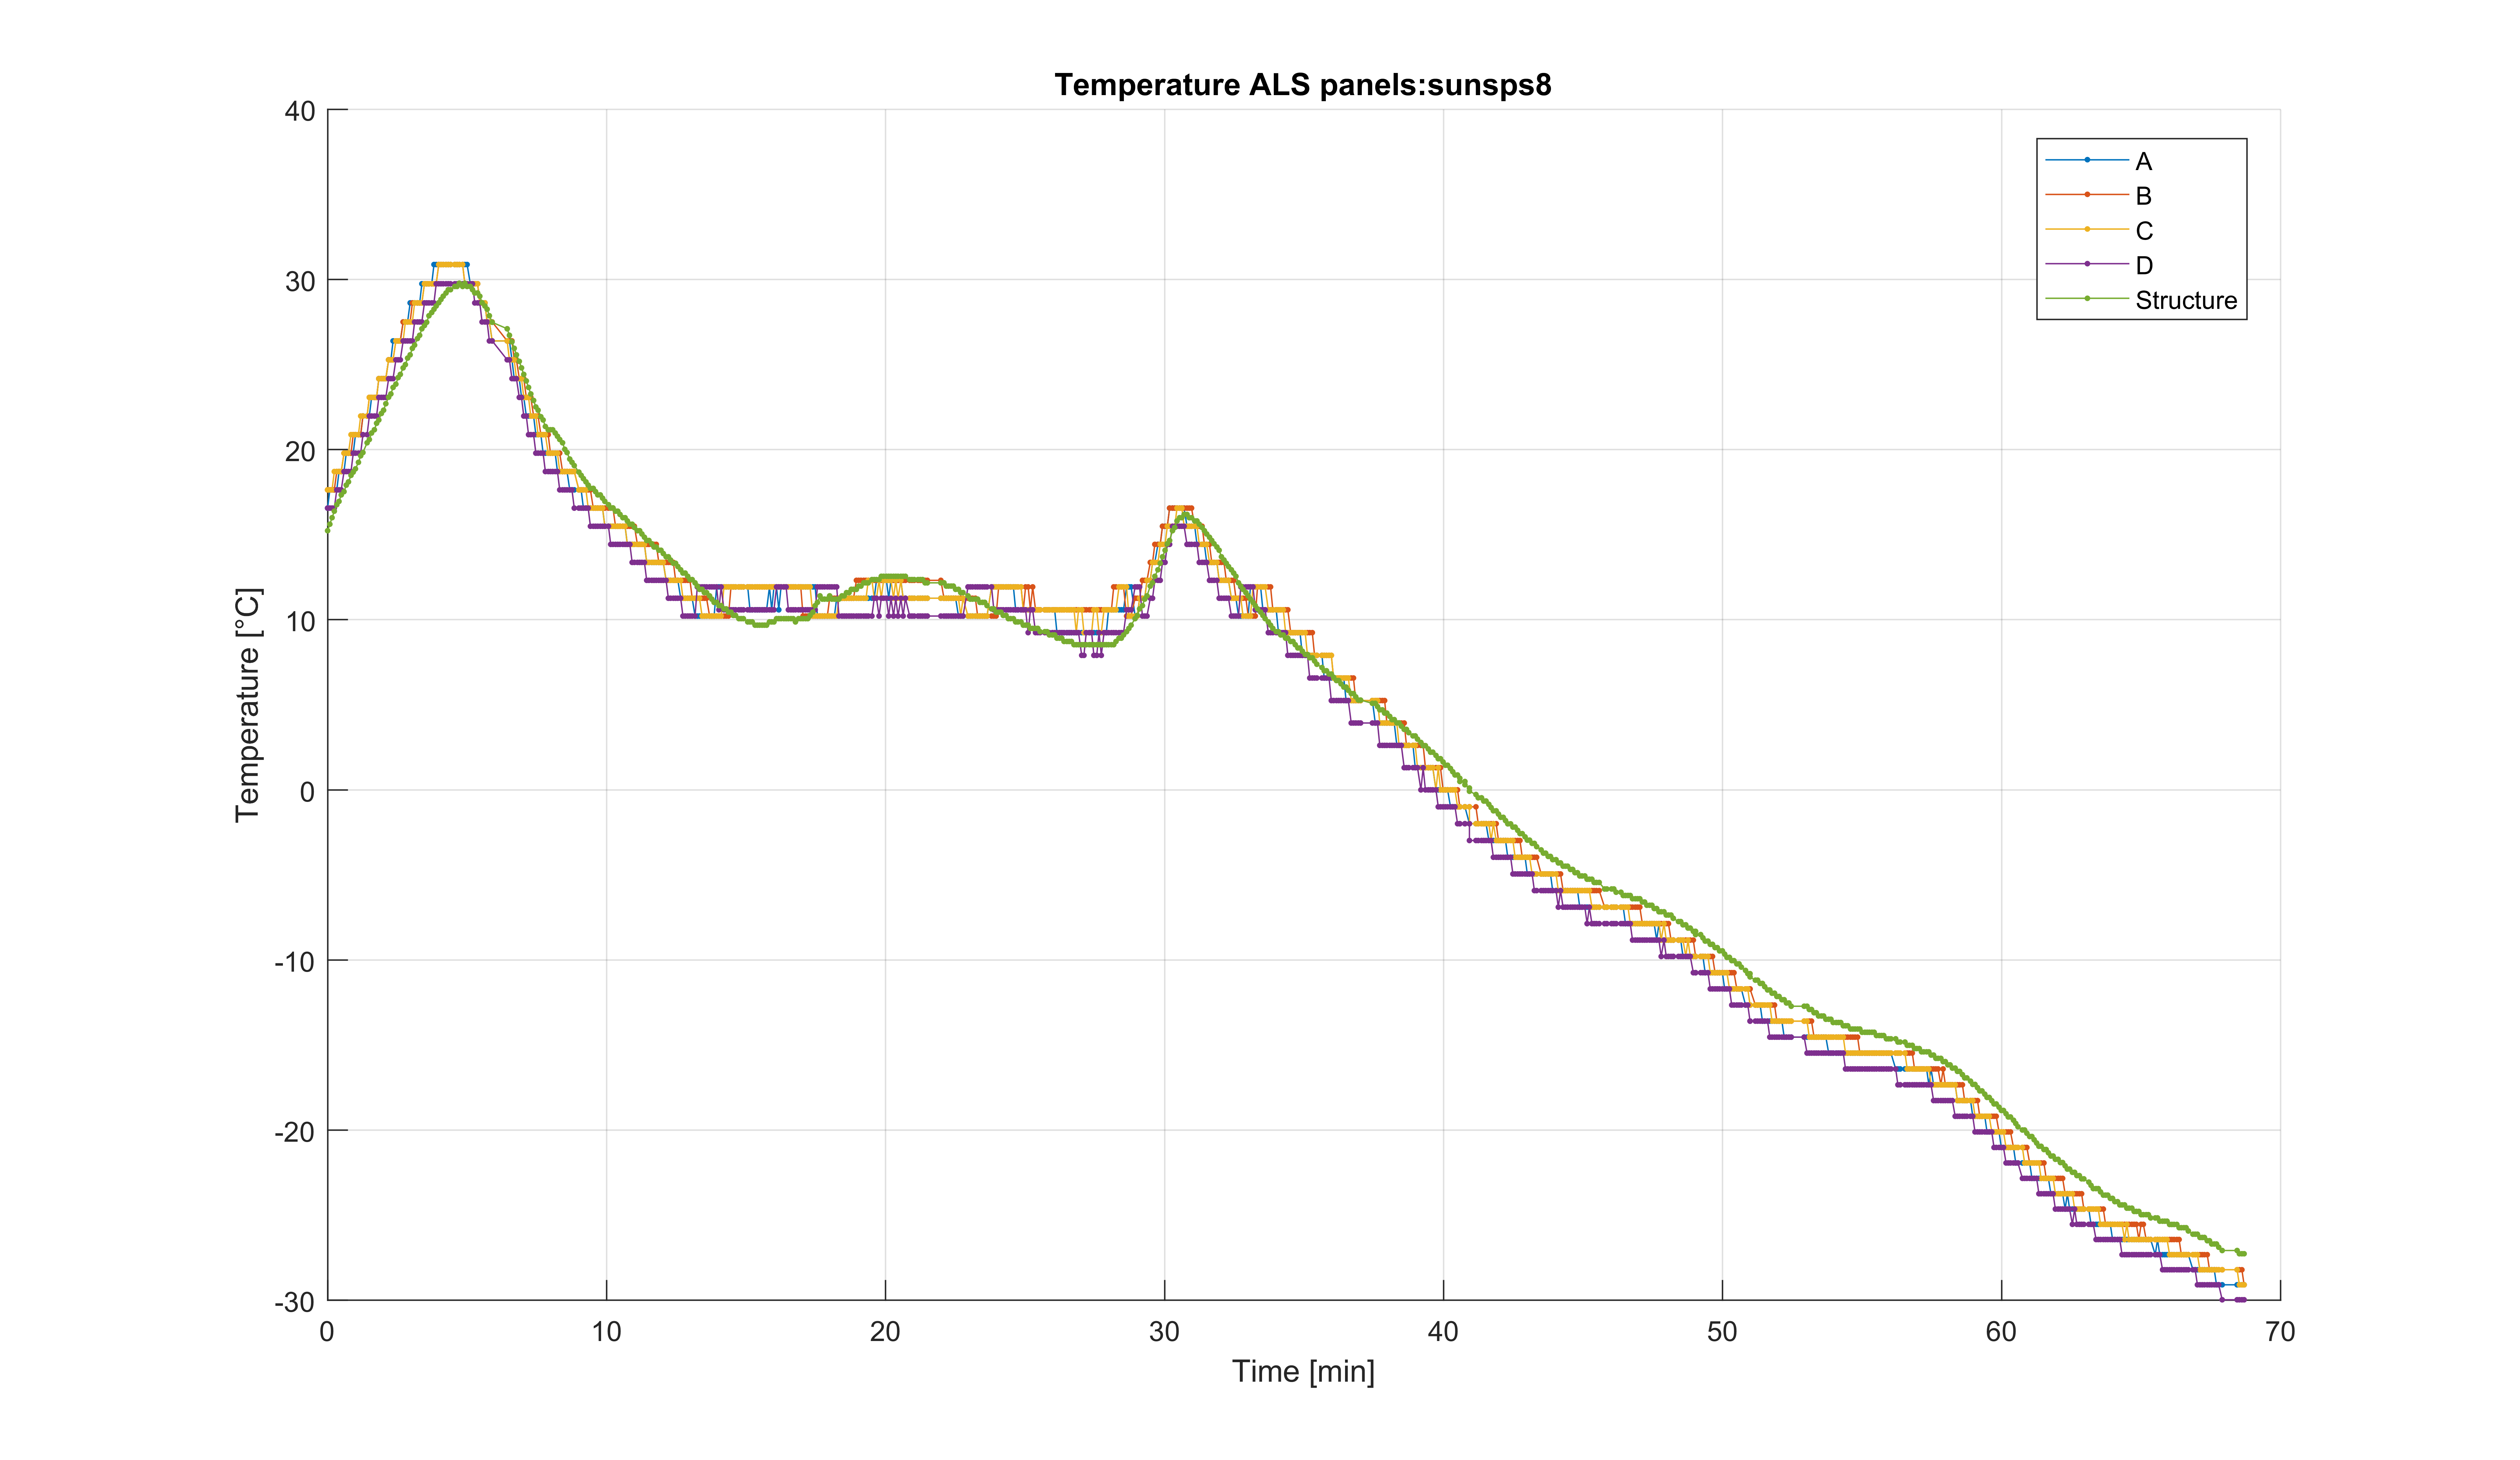 Temperature ALS panels:sunsps8
40
30
20
10
0
-10
-20
-30
Temperature [°C]
A
B
C
D
Structure
0 10 20 30 40 50 60 70
Time [min]